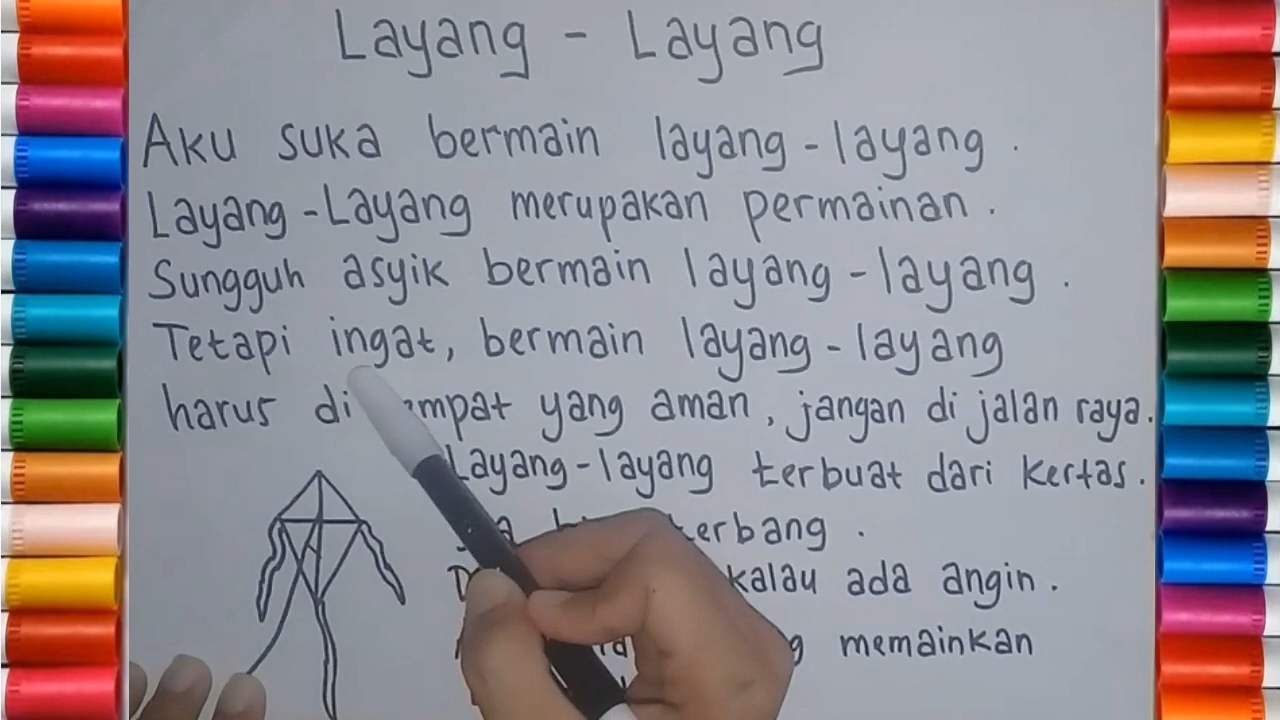 Layang - Layang
Aku suka bermain layang - layang .
Layang - Layang merupakan permainan .
Sungguh asyik bermain layang - layang .
Tetapi ingat, bermain layang - layang
harus di yang aman, jangan di jalan raya.
Layang - layang terbuat dari kertas.
kalau ada angin .
memainkan